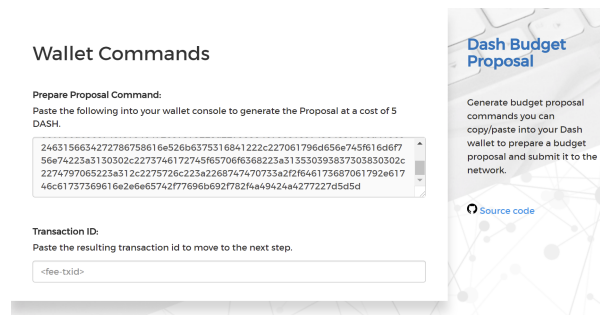 Wallet Commands
Prepare Proposal Command:
Paste the following into your wallet console to generate the Proposal at a cost of 5
DASH.
246315663427278675861​6e526b6375316841222c227061796d656e745f616d6f7
56e74223a3130302c2273746172745f65706f6368223a313530393837303830302c
2274797065223a312c2275726c223a2268747470733a2f2f646173687061792e617
46c61737369616e2e6e65742f77696b692f782f4a49424a4277227d5d5d
Transaction ID:
Paste the resulting transaction id to move to the next step.
<fee-txid>
Dash Budget
Proposal
Generate budget proposal
commands you can
copy/paste into your Dash
wallet to prepare a budget
proposal and submit it to the
network.
Source code